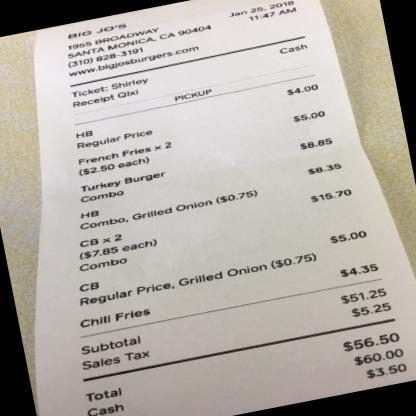 BIG JO'S
1955 BROADWAY
SANTA MONICA, CA 90404
(310) 828-3191
www.bigjosburgers.com
Jan 25, 2018
11:47 AM
Ticket: Shirley Cash
Receipt QIxi
PICKUP
HB $4.00
Regular Price
French Fries × 2 $5.00
($2.50 each)
Turkey Burger $8.85
Combo
HB $8.35
Combo, Grilled Onion ($0.75)
CB × 2 $15.70
($7.85 each)
Combo
CB $5.00
Regular Price, Grilled Onion ($0.75)
Chili Fries $4.35
Subtotal $51.25
Sales Tax $5.25
Total $56.50
Cash $60.00
$3.50